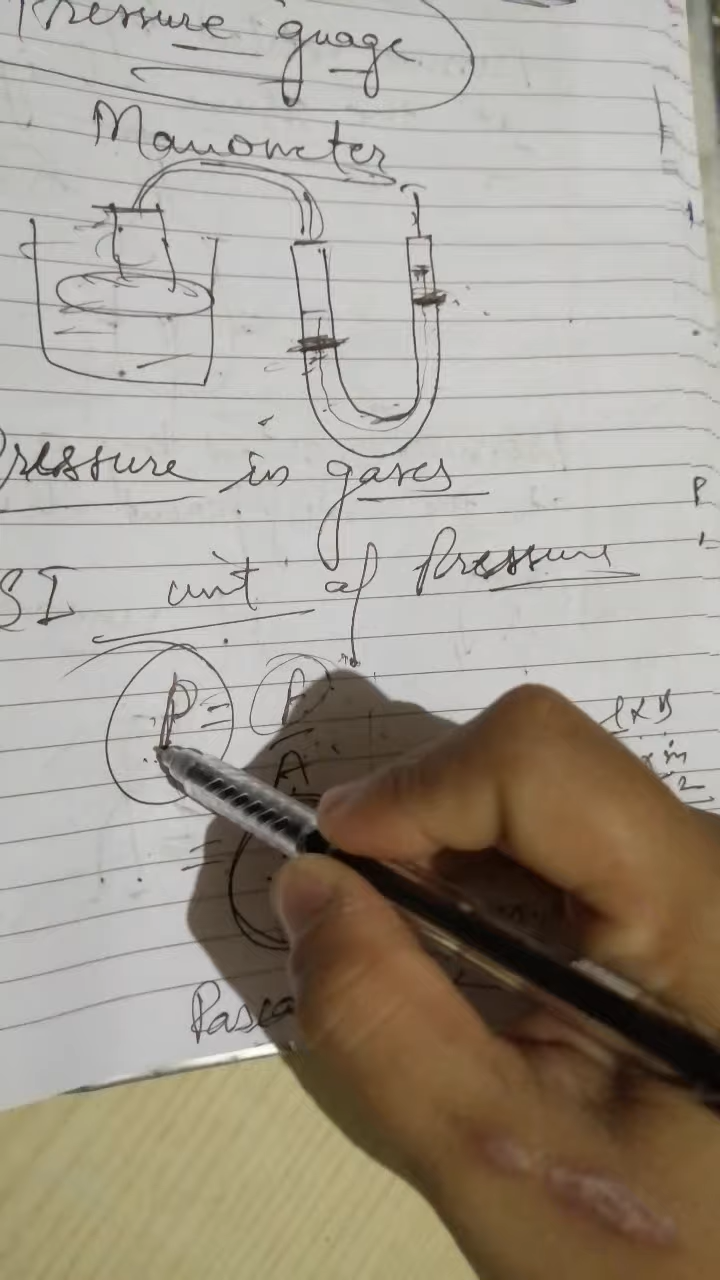 Pressure guage
Manometer
Pressure in gases
SI unit of Pressure
P = F
A
=
Pasca